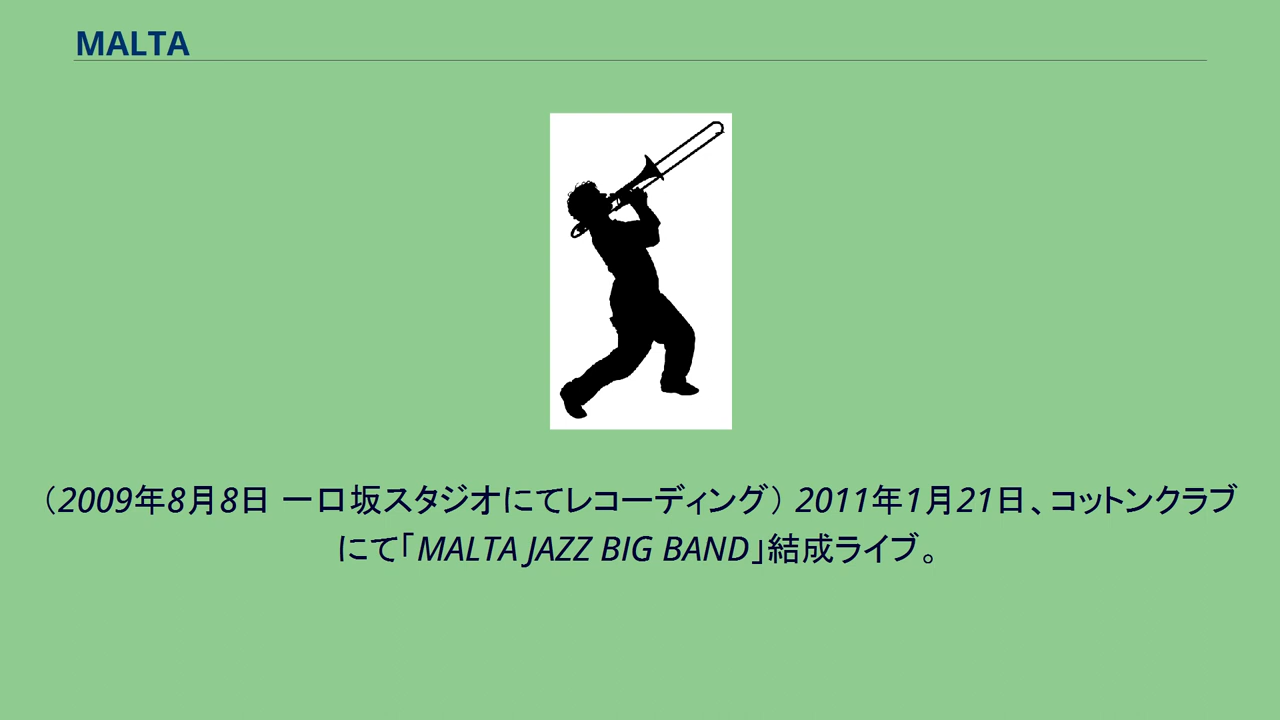 MALTA
（2009年8月8日 一口坂スタジオにてレコーディング） 2011年1月21日、コットンクラブ
にて「MALTA JAZZ BIG BAND」結成ライブ。